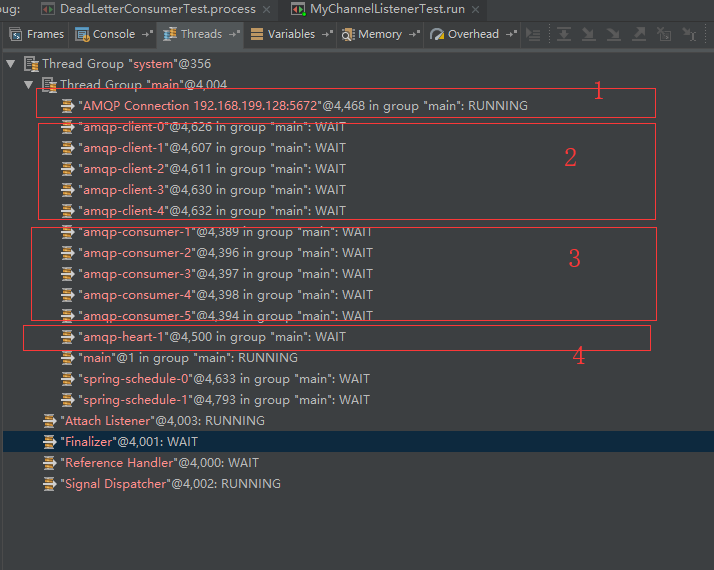 bug: DeadLetterConsumerTest.process × MyChannelListenerTest.run ×
Frames Console Threads Variables Memory Overhead
Thread Group "system"@356
Thread Group "main"@4,004
1
"AMQP Connection 192.168.199.128:5672"@4,468 in group "main": RUNNING
"amqp-client-0"@4,626 in group "main": WAIT
"amqp-client-1"@4,607 in group "main": WAIT
2
"amqp-client-2"@4,611 in group "main": WAIT
"amqp-client-3"@4,630 in group "main": WAIT
"amqp-client-4"@4,632 in group "main": WAIT
"amqp-consumer-1"@4,389 in group "main": WAIT
"amqp-consumer-2"@4,396 in group "main": WAIT
3
"amqp-consumer-3"@4,397 in group "main": WAIT
"amqp-consumer-4"@4,398 in group "main": WAIT
"amqp-consumer-5"@4,394 in group "main": WAIT
"amqp-heart-1"@4,500 in group "main": WAIT
4
"main"@1 in group "main": RUNNING
"spring-schedule-0"@4,633 in group "main": WAIT
"spring-schedule-1"@4,793 in group "main": WAIT
"Attach Listener"@4,003: RUNNING
"Finalizer"@4,001: WAIT
"Reference Handler"@4,000: WAIT
"Signal Dispatcher"@4,002: RUNNING